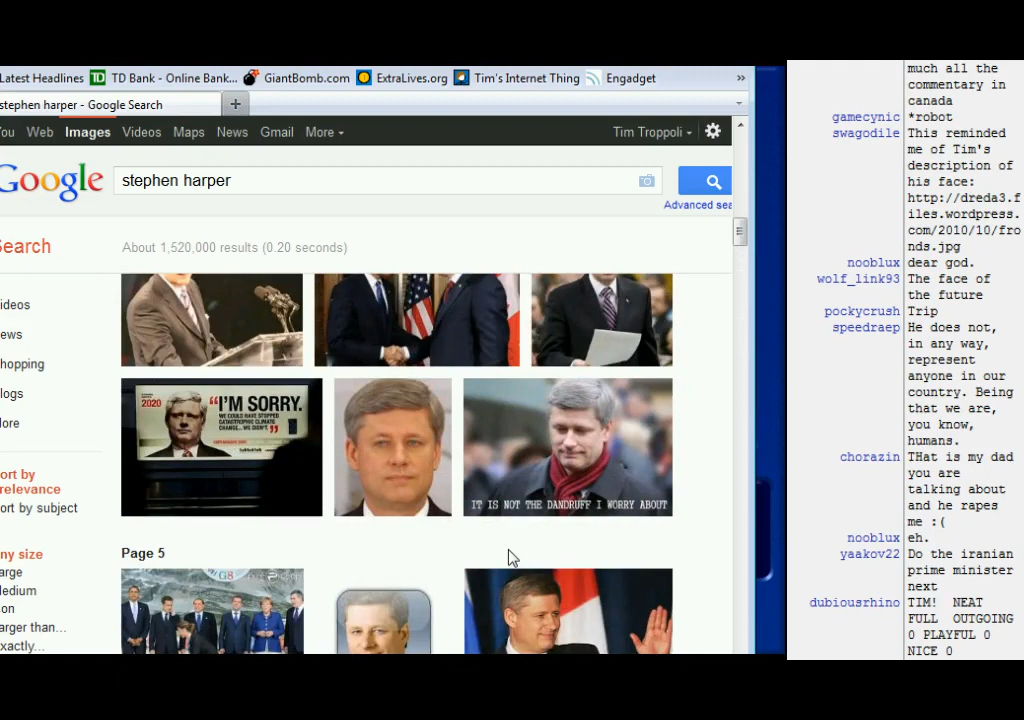 Latest Headlines TD TD Bank - Online Bank... GiantBomb.com ExtraLives.org Tim's Internet Thing Engadget »
stephen harper - Google Search +
You Web Images Videos Maps News Gmail More Tim Troppoli
Google stephen harper
Advanced sea
Search About 1,520,000 results (0.20 seconds)
ideos
ews
hopping
logs
ore
2020
"I'M SORRY.
WE COULD HAVE STOPPED
CATASTROPHIC CLIMATE
CHANGE... WE DIDN'T."
IT IS NOT THE DANDRUFF I WORRY ABOUT
ort by
relevance
ort by subject
ny size
arge
edium
con
arger than...
xactly...
Page 5
G8
much all the
commentary in
canada
gamecynic *robot
swagodile This reminded
me of Tim's
description of
his face:
http://dreda3.f
iles.wordpress.
com/2010/10/fro
nds.jpg
nooblux dear god.
wolf_link93 The face of
the future
pockycrush Trip
speedraep He does not,
in any way,
represent
anyone in our
country. Being
that we are,
you know,
humans.
chorazin THat is my dad
you are
talking about
and he rapes
me :(
nooblux eh.
yaakov22 Do the iranian
prime minister
next
dubiousrhino TIM! NEAT
FULL OUTGOING
0 PLAYFUL 0
NICE 0